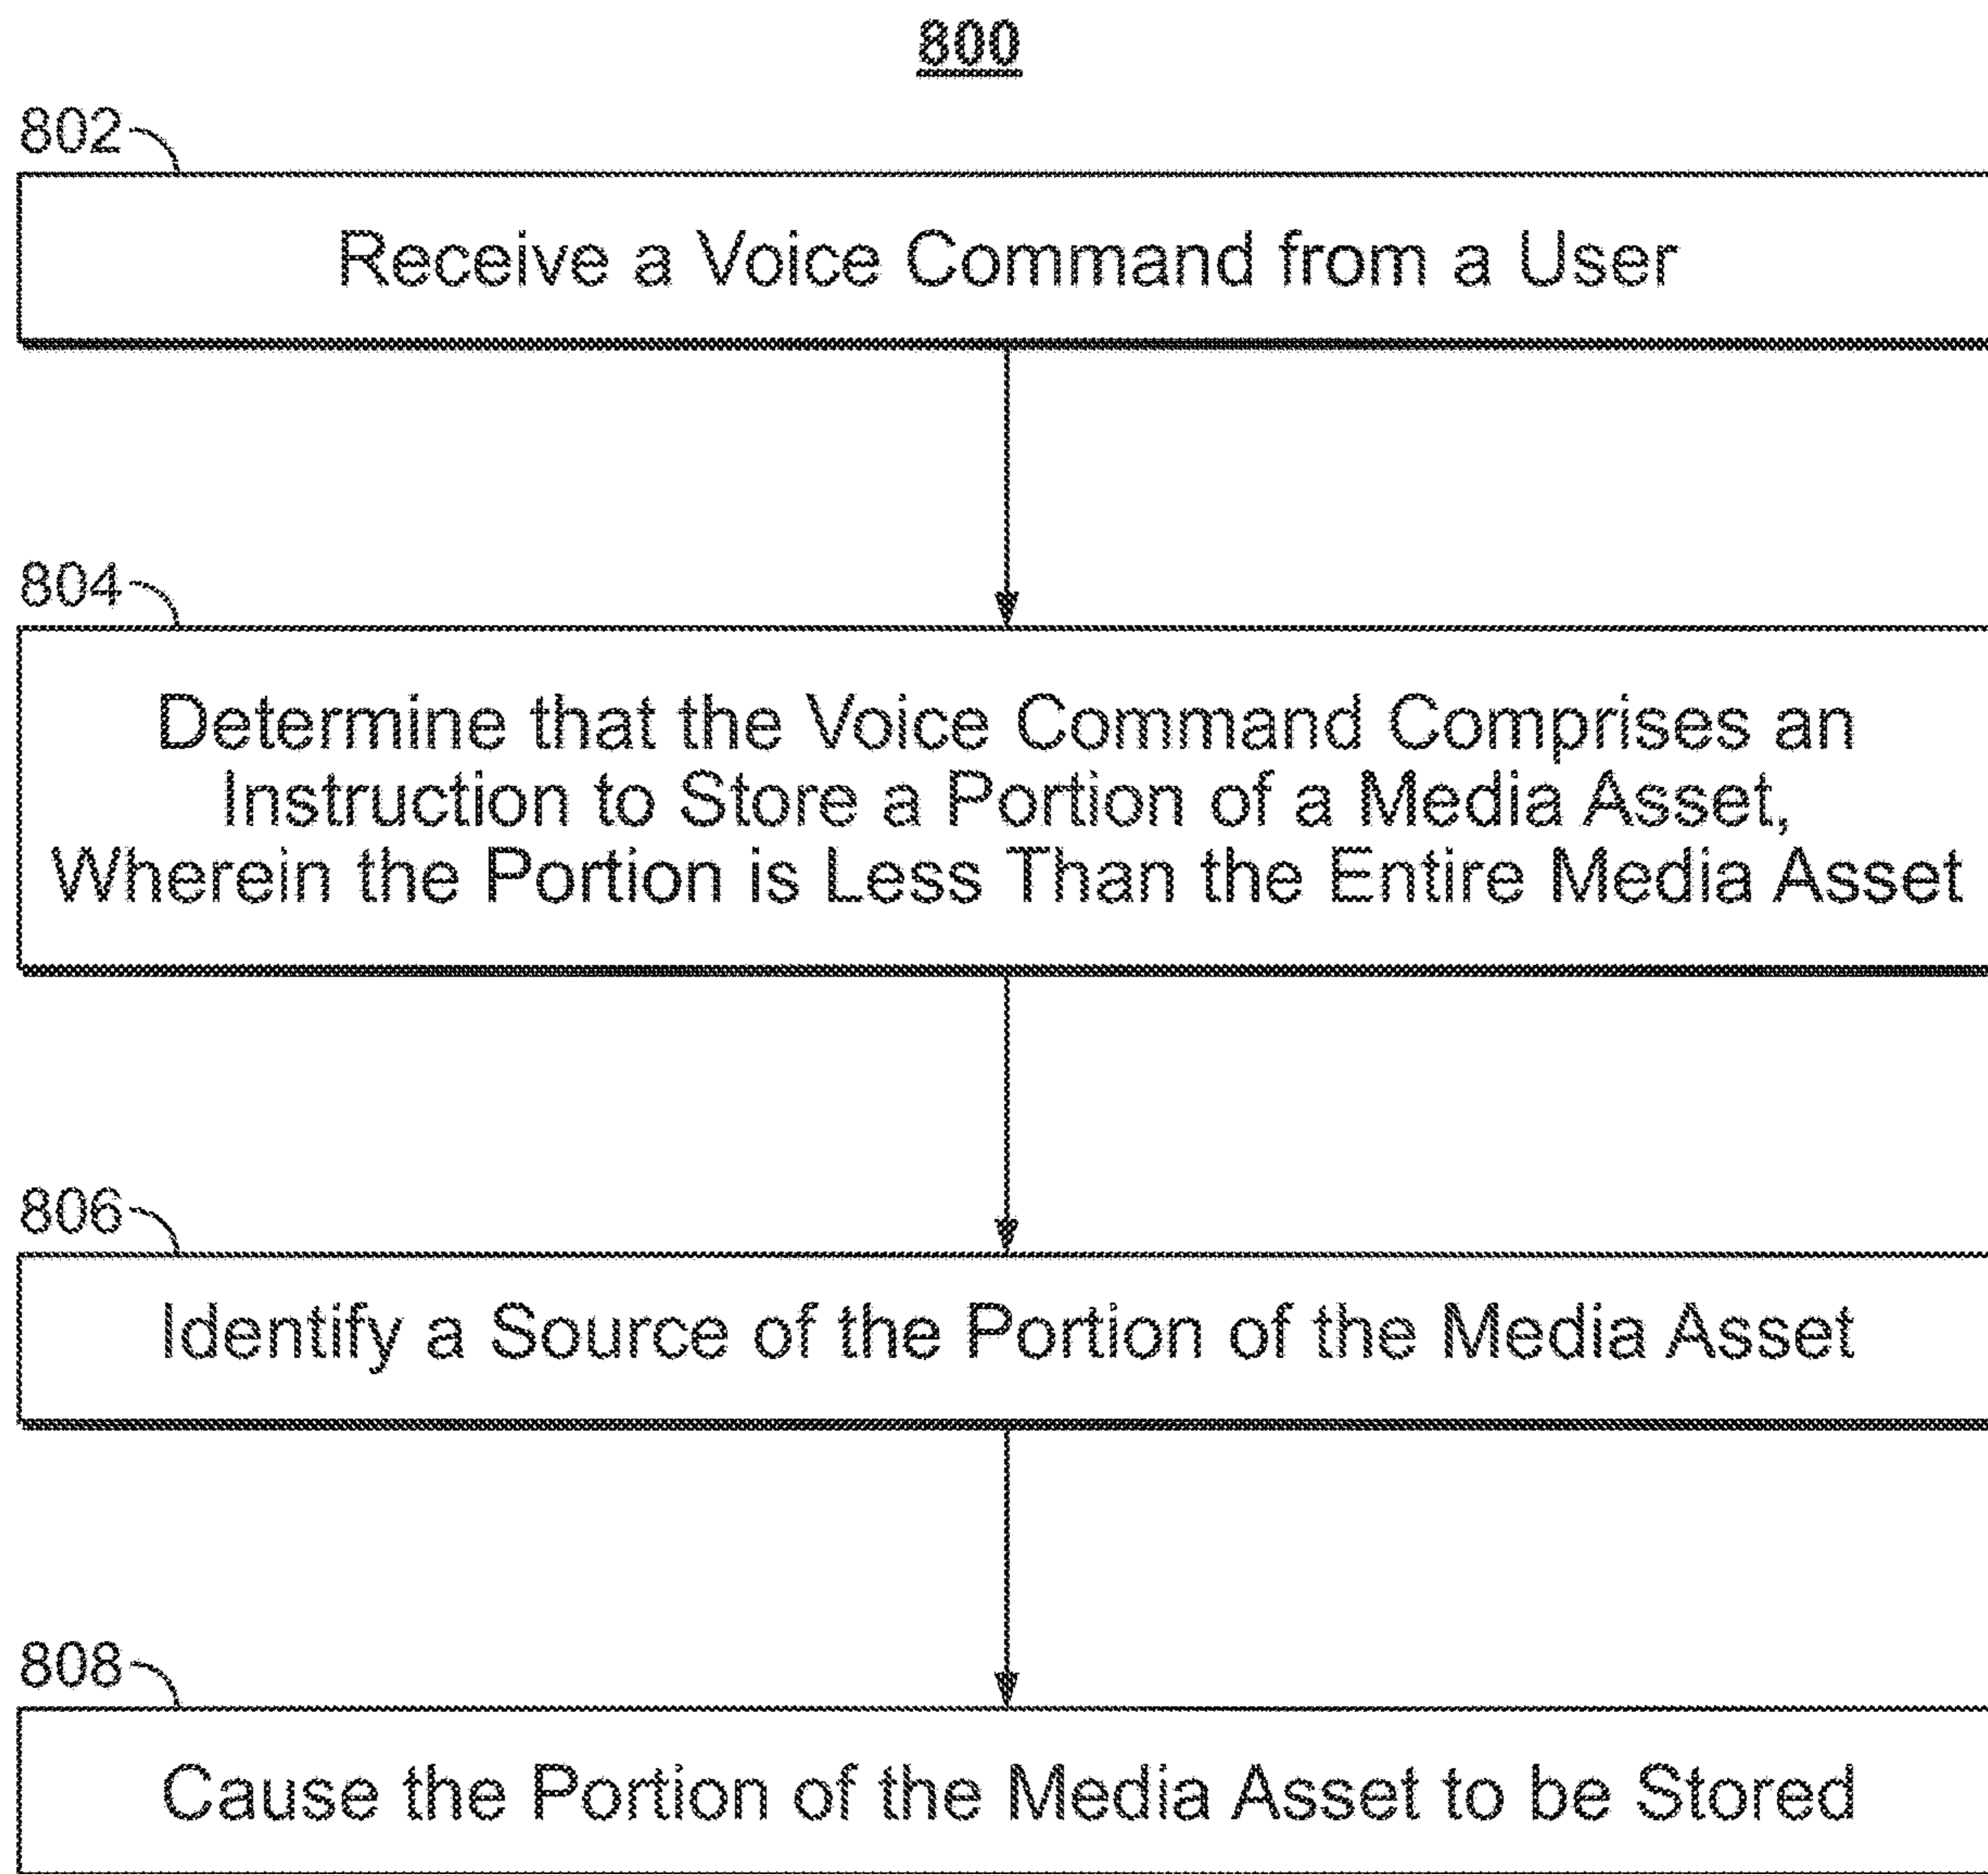 800
802
Receive a Voice Command from a User
804
Determine that the Voice Command Comprises an
Instruction to Store a Portion of a Media Asset,
Wherein the Portion is Less Than the Entire Media Asset
806
Identify a Source of the Portion of the Media Asset
808
Cause the Portion of the Media Asset to be Stored